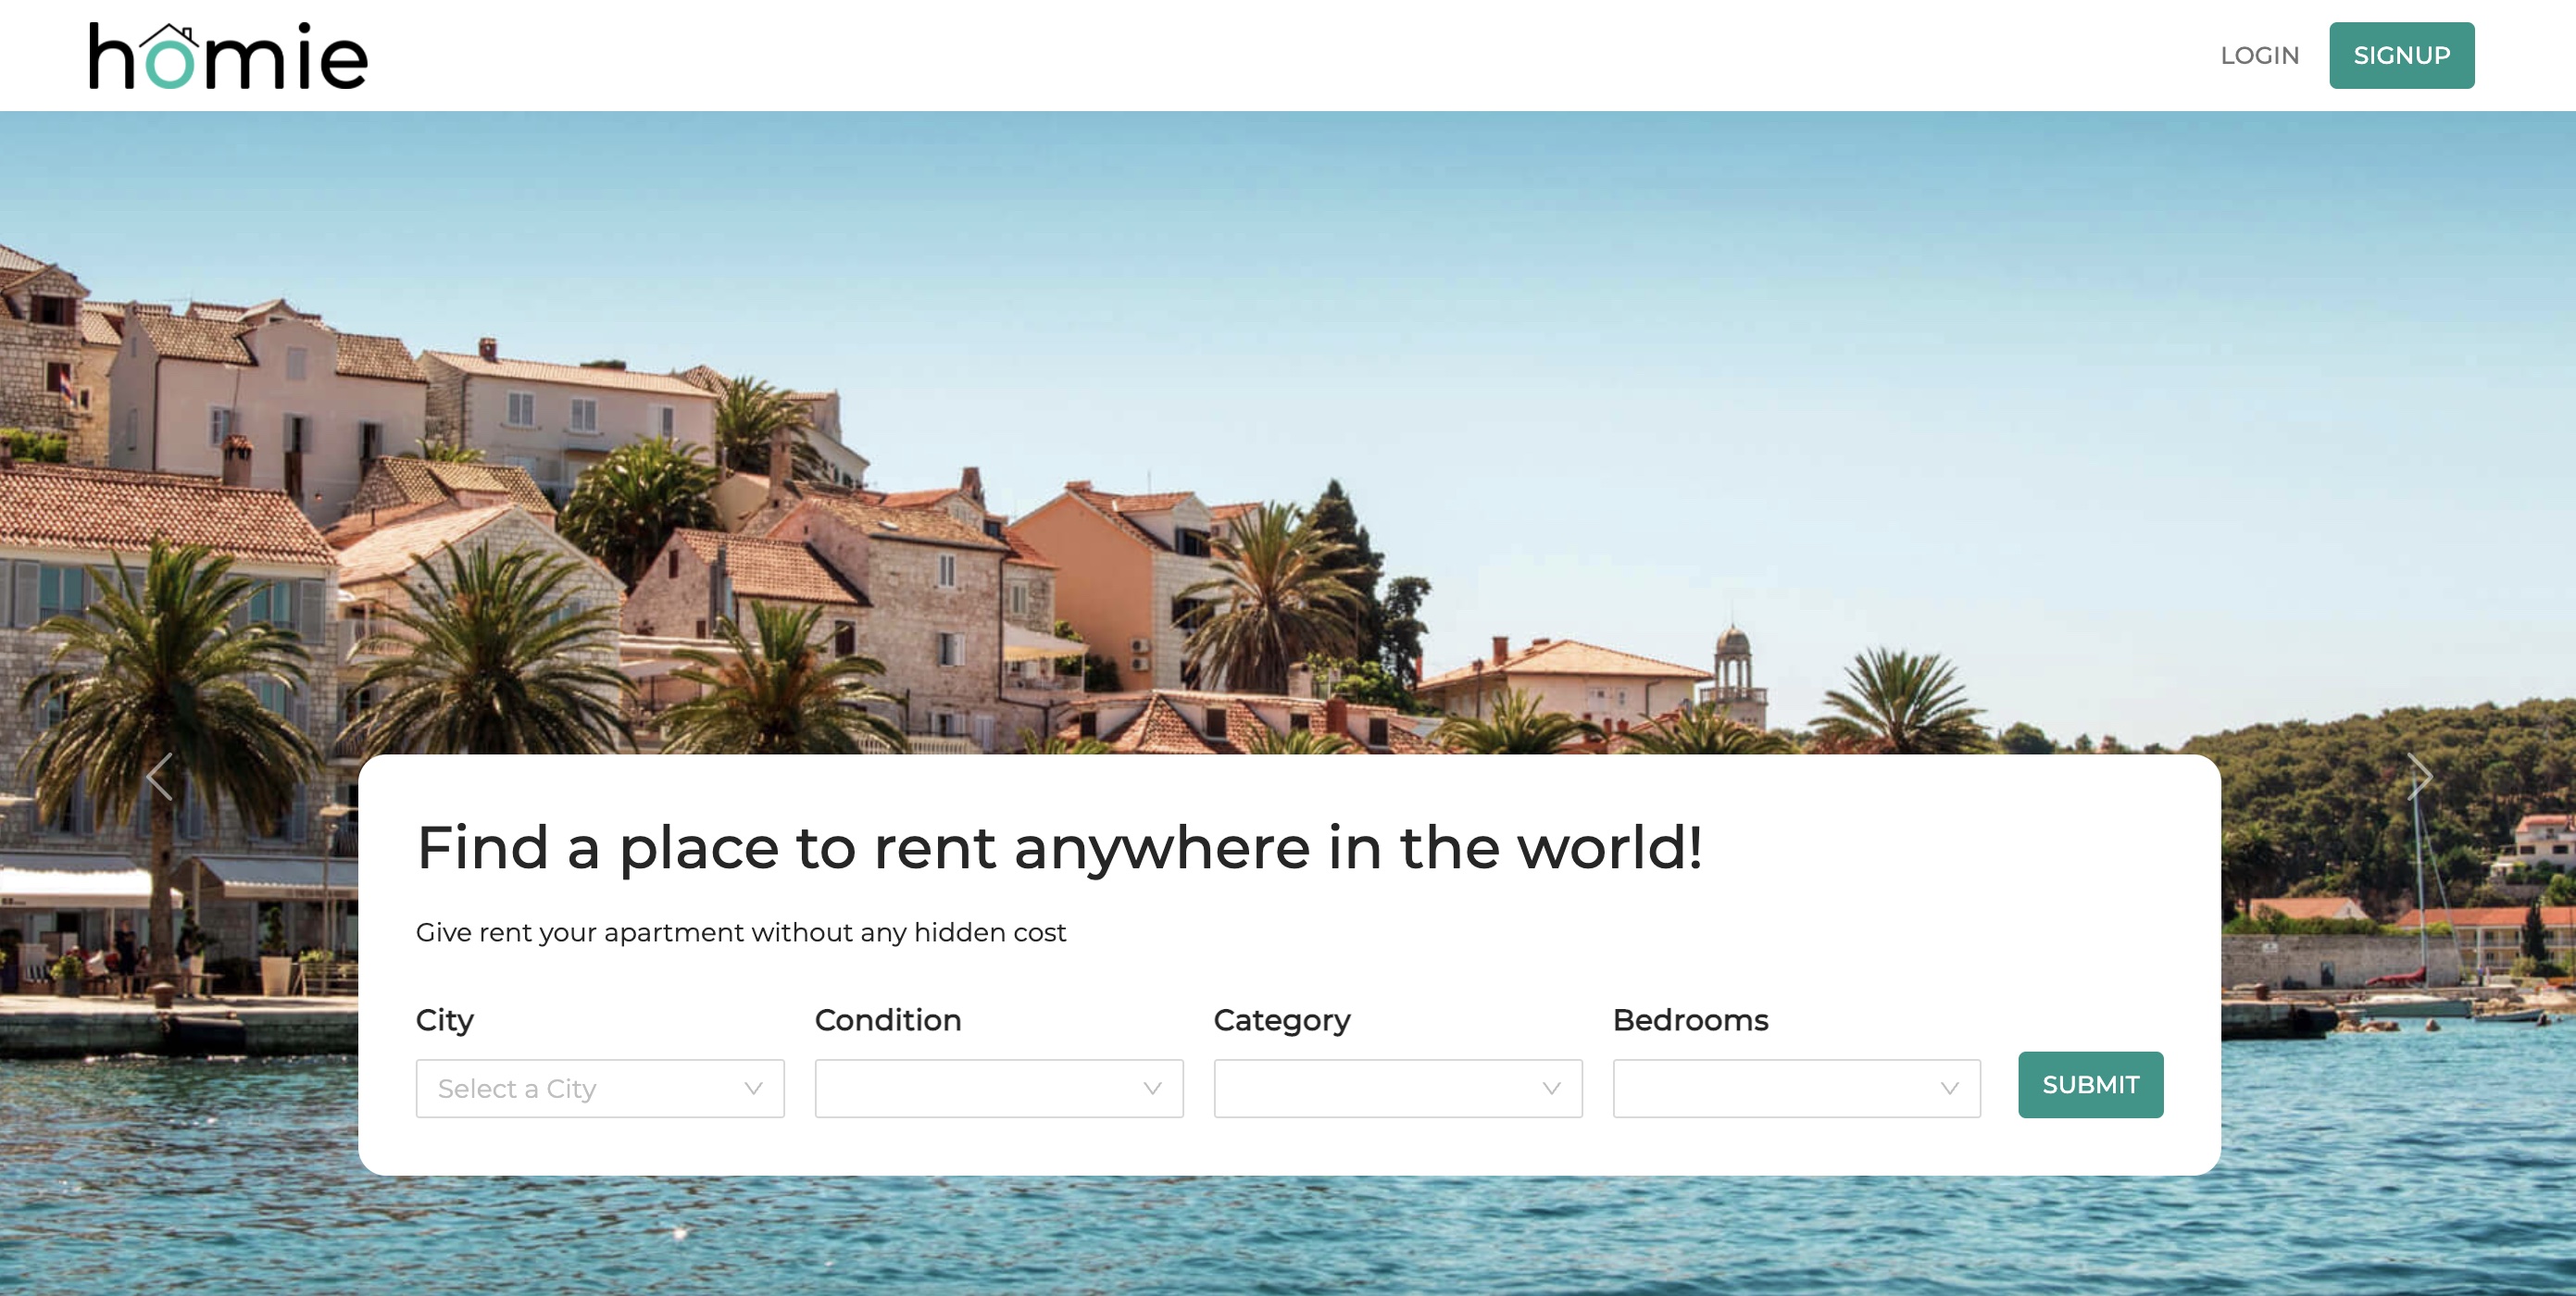 homie
LOGIN
SIGNUP
Find a place to rent anywhere in the world!
Give rent your apartment without any hidden cost
City
Condition
Category
Bedrooms
Select a City
SUBMIT